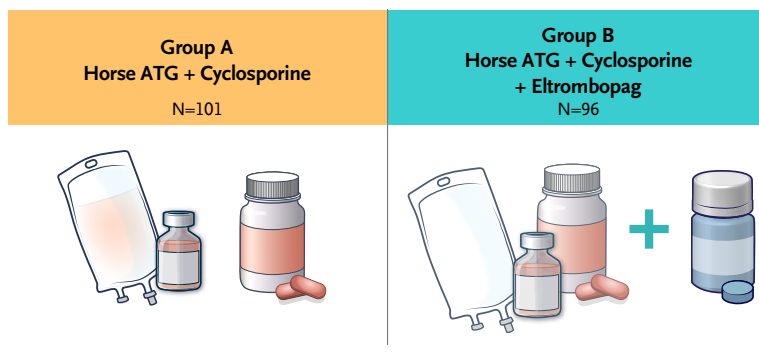 Group A
Horse ATG + Cyclosporine
N=101
Group B
Horse ATG + Cyclosporine
+ Eltrombopag
N=96